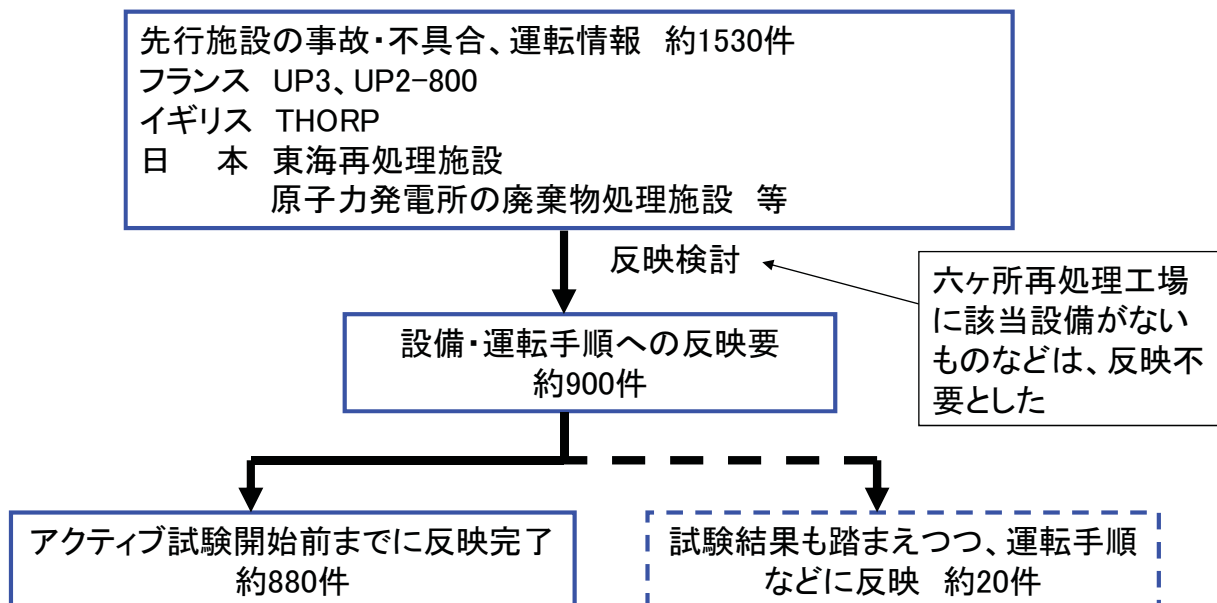 先行施設の事故・不具合、運転情報　約1530件
フランス　UP3、UP2-800
イギリス　THORP
日　　本　東海再処理施設
原子力発電所の廃棄物処理施設　等
反映検討
六ヶ所再処理工場
に該当設備がない
ものなどは、反映不
要とした
設備・運転手順への反映要
約900件
アクティブ試験開始前までに反映完了
約880件
試験結果も踏まえつつ、運転手順
などに反映　約20件